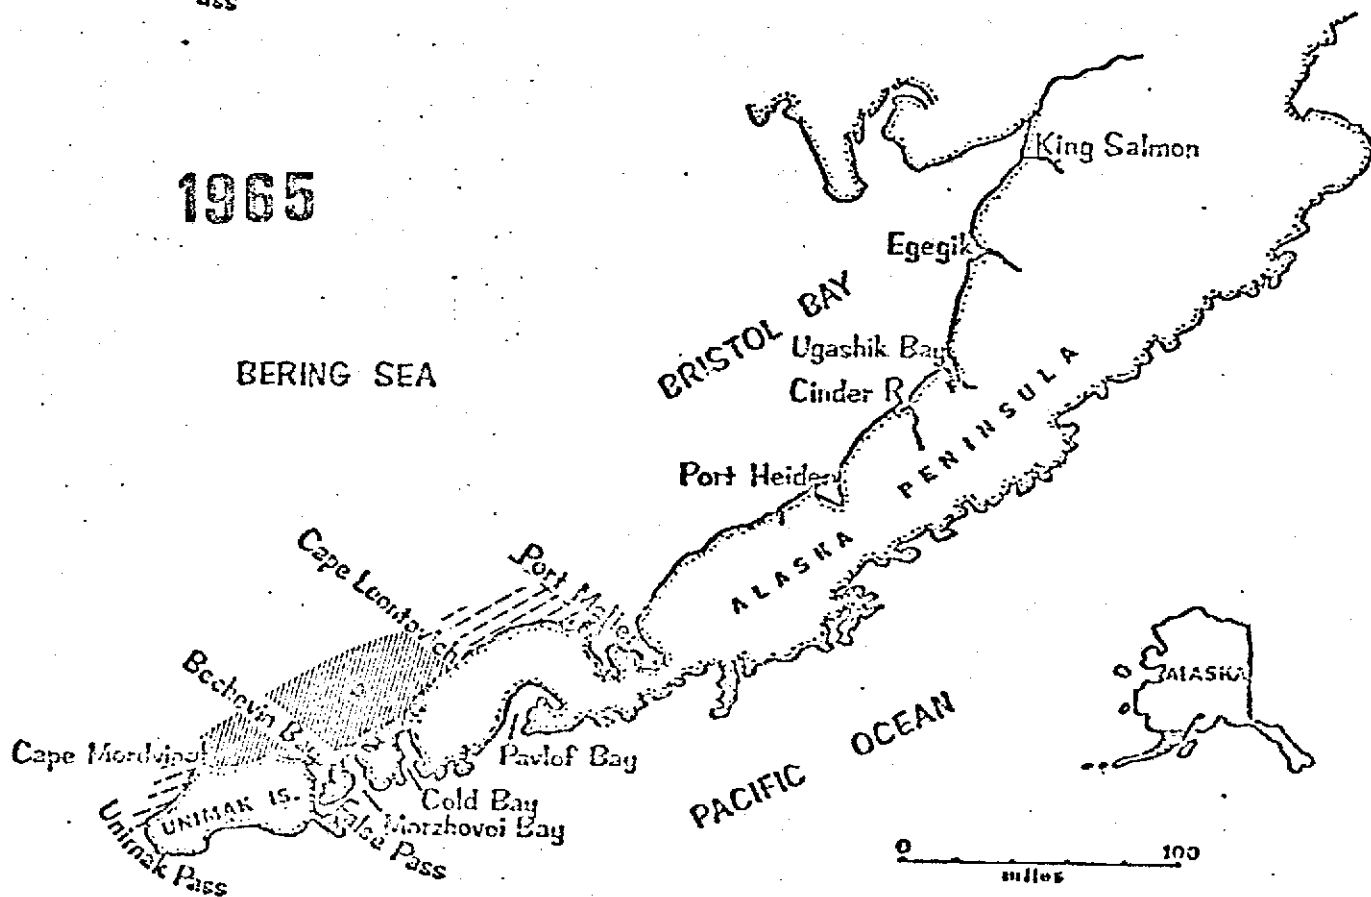 ass
1965
King Salmon
Egegik
BRISTOL BAY
Ugashik Bay
BERING SEA
Cinder R
ALASKA PENINSULA
Port Heiden
Cape Leontovich
Port Moller
ALASKA
Bechevin Bay
PACIFIC OCEAN
Cape Mordvinof
Pavlof Bay
Cold Bay
UNIMAK IS.
Morzhovoi Bay
False Pass
Unimak Pass
0 100
miles